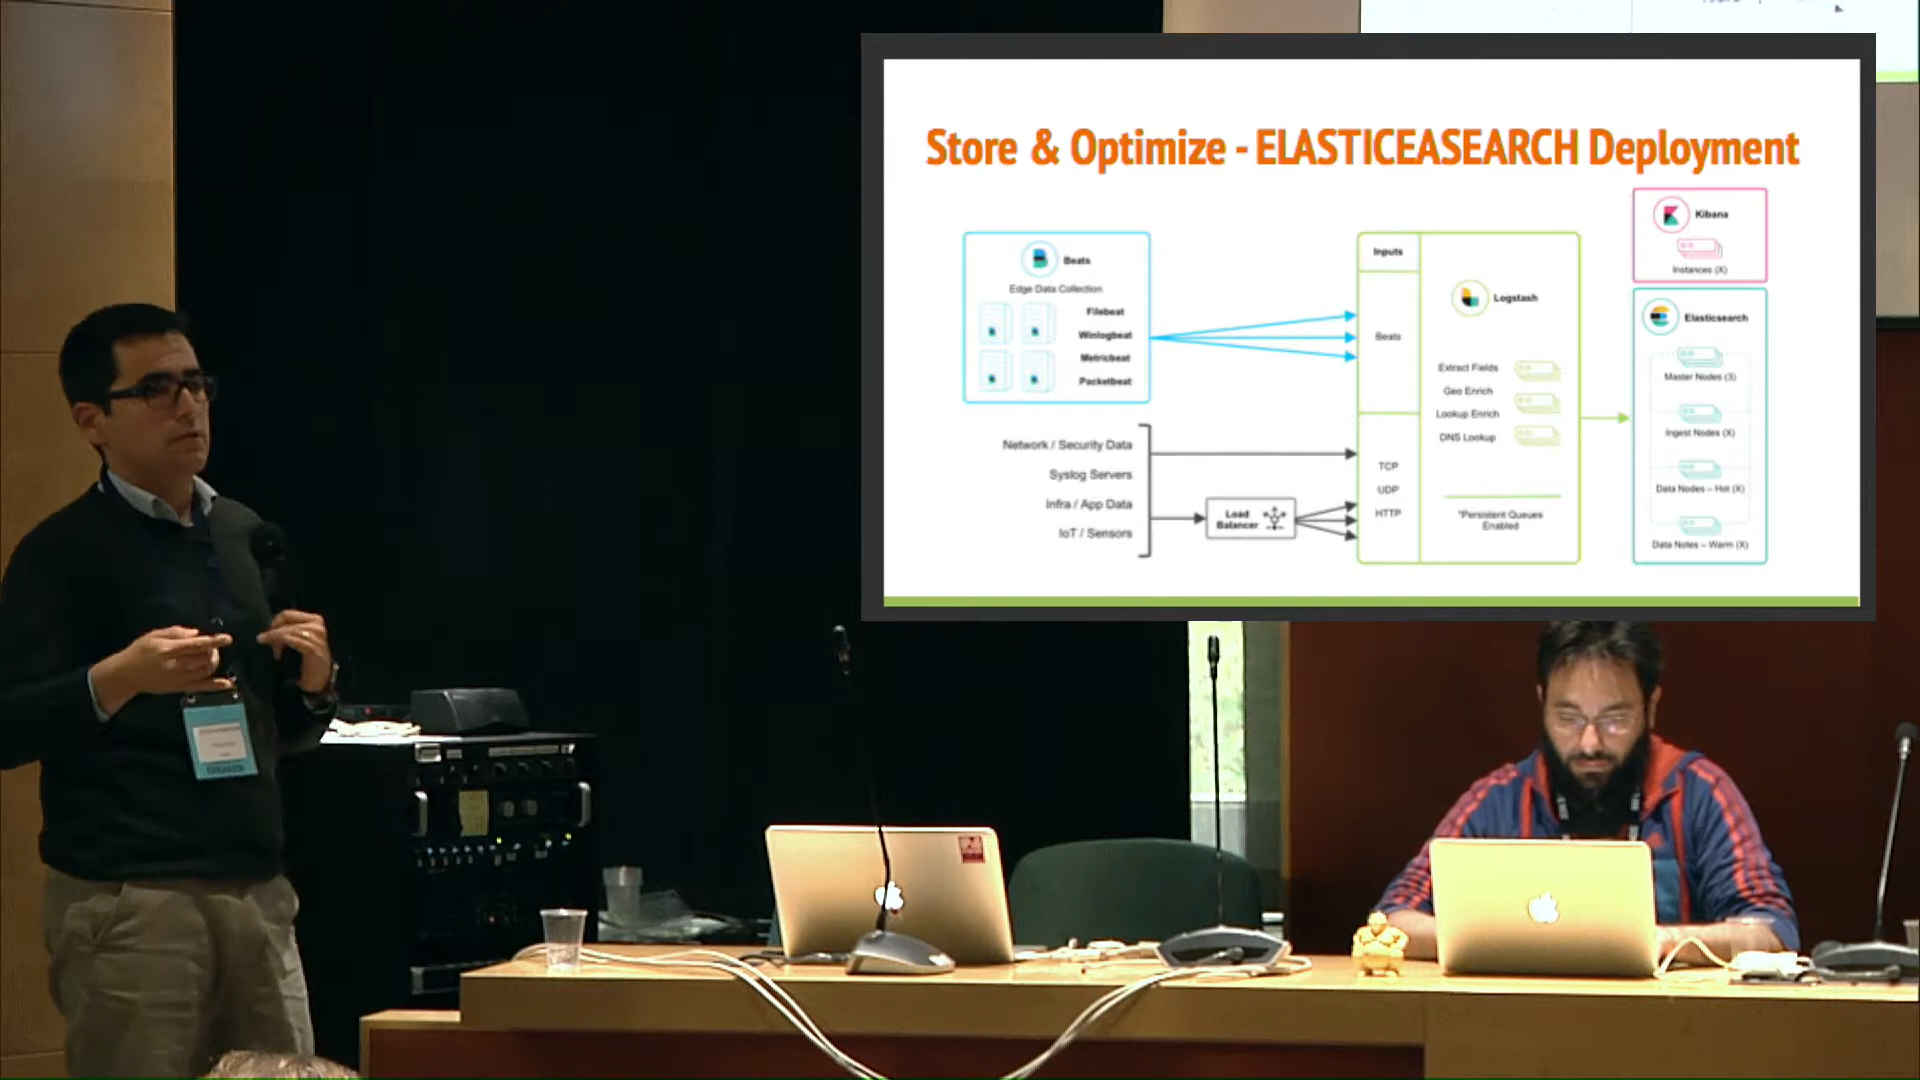 Store & Optimize - ELASTICEASEARCH Deployment
Beats
Edge Data Collection
Filebeat
Winlogbeat
Metricbeat
Packetbeat
Network / Security Data
Syslog Servers
Infra / App Data
IoT / Sensors
Load
Balancer
Inputs
Beats
TCP
UDP
HTTP
Logstash
Extract Fields
Geo Enrich
Lookup Enrich
DNS Lookup
*Persistent Queues
Enabled
Kibana
Instances (X)
Elasticsearch
Master Nodes (3)
Ingest Nodes (X)
Data Nodes – Hot (X)
Data Notes – Warm (X)